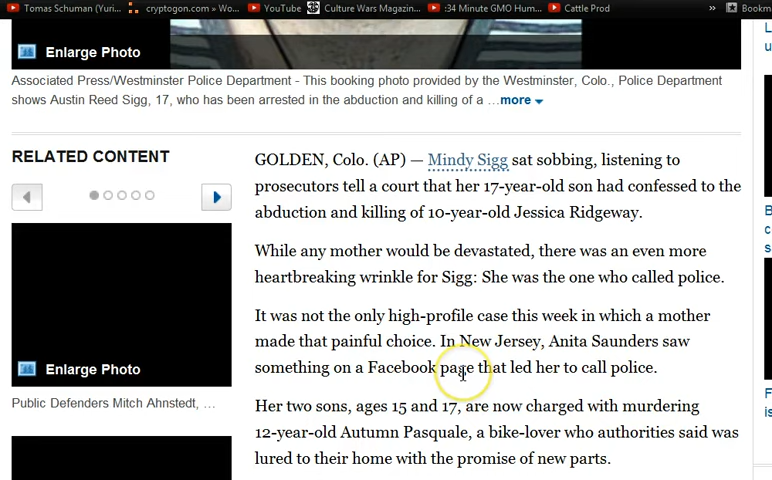 Tomas Schuman (Yuri... cryptogon.com » Wo... YouTube Culture Wars Magazin... :34 Minute GMO Hum... Cattle Prod » Bookm
Enlarge Photo
Associated Press/Westminster Police Department - This booking photo provided by the Westminster, Colo., Police Department
shows Austin Reed Sigg, 17, who has been arrested in the abduction and killing of a …more
RELATED CONTENT
GOLDEN, Colo. (AP) — Mindy Sigg sat sobbing, listening to
prosecutors tell a court that her 17-year-old son had confessed to the
abduction and killing of 10-year-old Jessica Ridgeway.
While any mother would be devastated, there was an even more
heartbreaking wrinkle for Sigg: She was the one who called police.
It was not the only high-profile case this week in which a mother
made that painful choice. In New Jersey, Anita Saunders saw
something on a Facebook page that led her to call police.
Enlarge Photo
Public Defenders Mitch Ahnstedt, …
Her two sons, ages 15 and 17, are now charged with murdering
12-year-old Autumn Pasquale, a bike-lover who authorities said was
lured to their home with the promise of new parts.